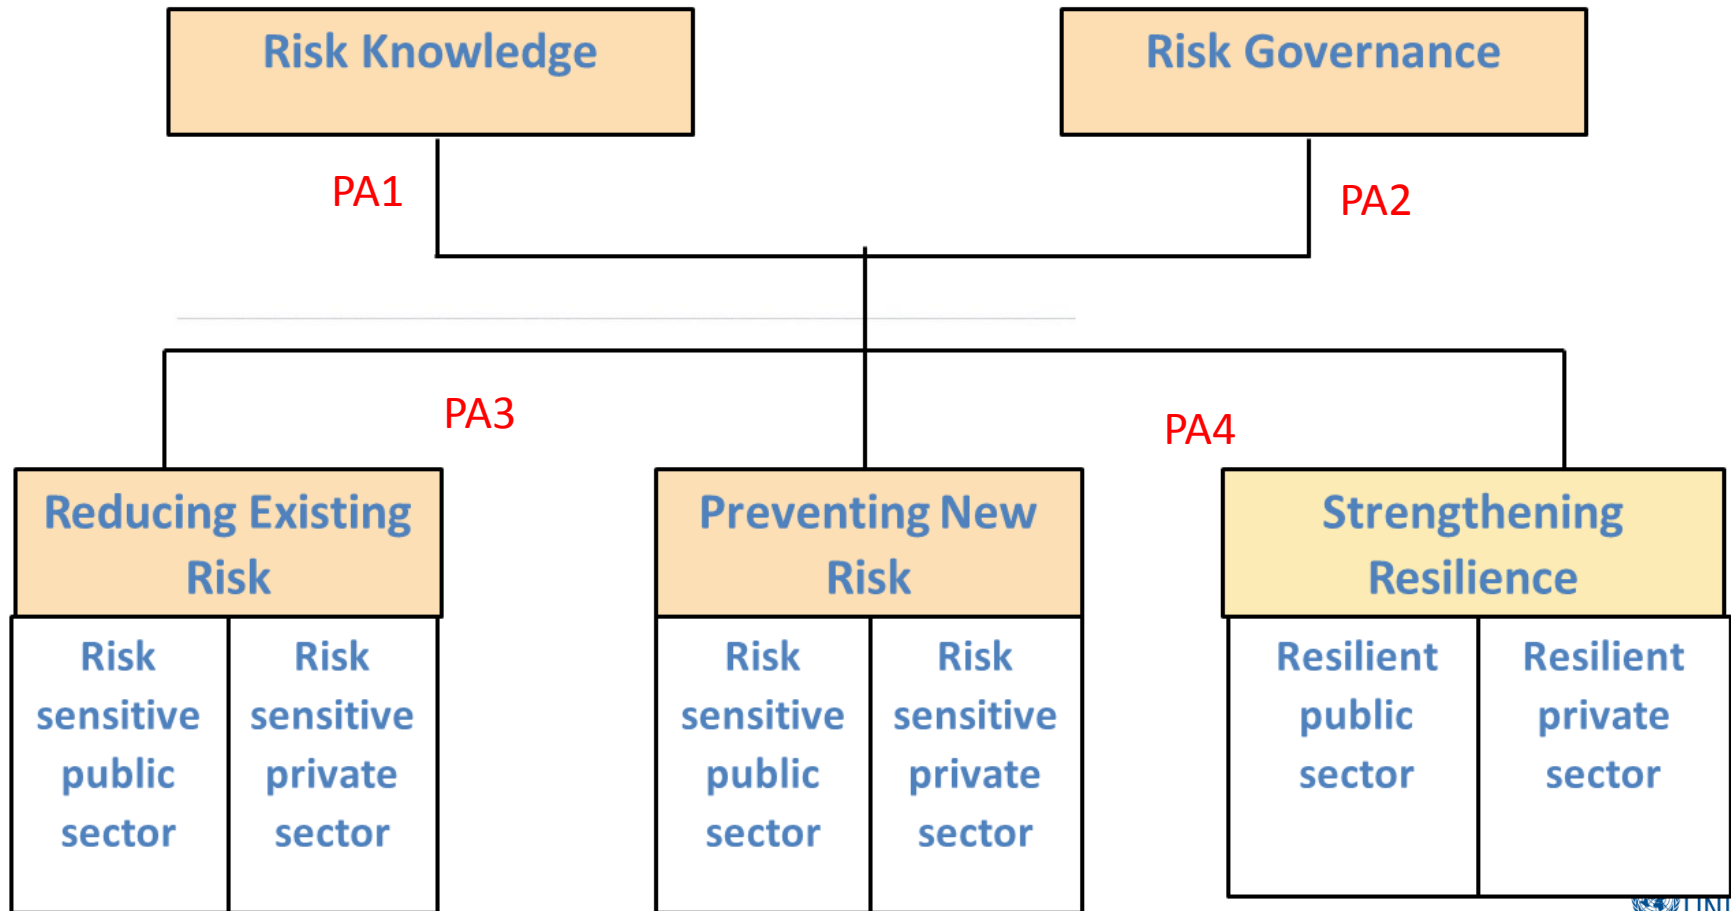 Risk Knowledge
Risk Governance
PA1
PA2
PA3
PA4
Reducing Existing
Risk
Preventing New
Risk
Strengthening
Resilience
Risk
sensitive
public
sector
Risk
sensitive
private
sector
Risk
sensitive
public
sector
Risk
sensitive
private
sector
Resilient
public
sector
Resilient
private
sector